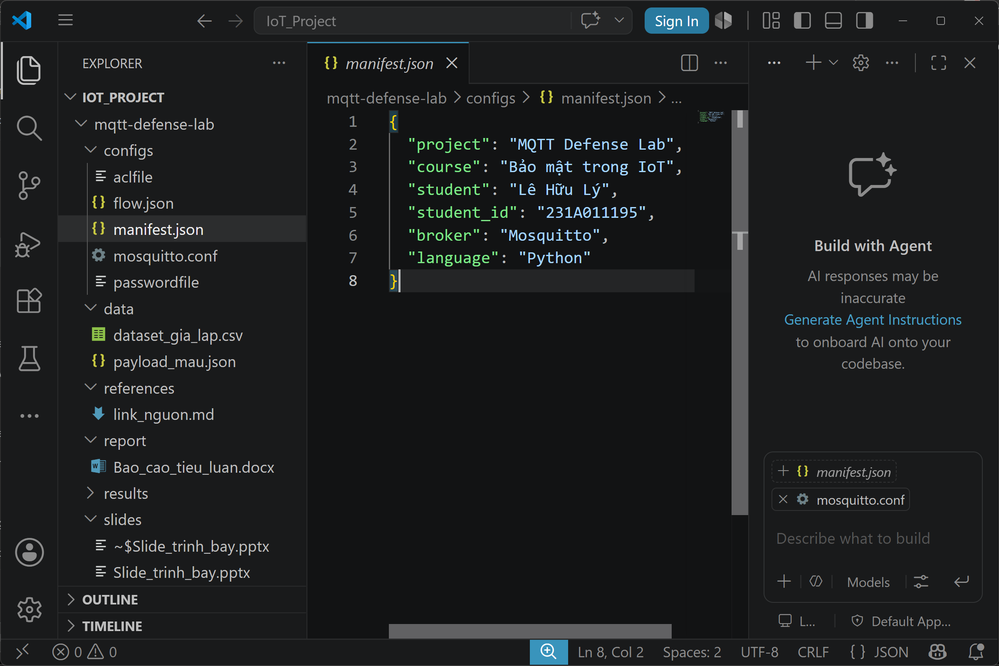 IoT_Project
Sign In
EXPLORER
IOT_PROJECT
mqtt-defense-lab
configs
aclfile
flow.json
manifest.json
mosquitto.conf
passwordfile
data
dataset_gia_lap.csv
payload_mau.json
references
link_nguon.md
report
Bao_cao_tieu_luan.docx
results
slides
~$Slide_trinh_bay.pptx
Slide_trinh_bay.pptx
OUTLINE
TIMELINE
manifest.json
mqtt-defense-lab > configs > {} manifest.json > ...
1 {
2 "project": "MQTT Defense Lab",
3 "course": "Bảo mật trong IoT",
4 "student": "Lê Hữu Lý",
5 "student_id": "231A011195",
6 "broker": "Mosquitto",
7 "language": "Python"
8 }
Build with Agent
AI responses may be
inaccurate
Generate Agent Instructions
to onboard AI onto your
codebase.
manifest.json
mosquitto.conf
Describe what to build
Models
L...
Default App...
0 0
Ln 8, Col 2
Spaces: 2
UTF-8
CRLF
{} JSON